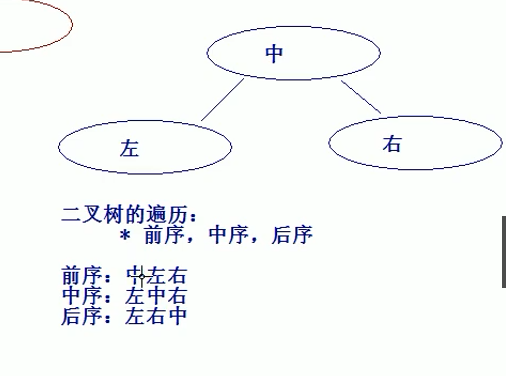 中
左
右
二叉树的遍历：
* 前序，中序，后序
前序：中左右
中序：左中右
后序：左右中